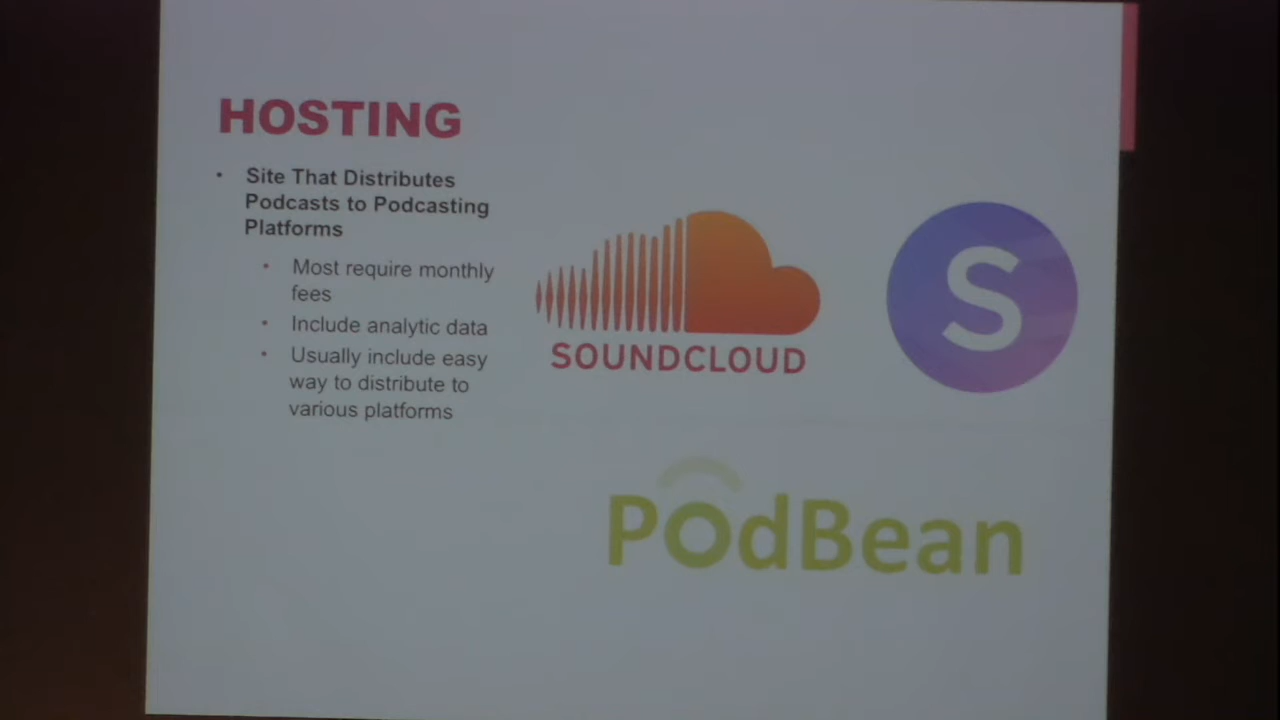 HOSTING
• Site That Distributes
Podcasts to Podcasting
Platforms
• Most require monthly
fees
• Include analytic data
• Usually include easy
way to distribute to
various platforms
SOUNDCLOUD
S
PodBean